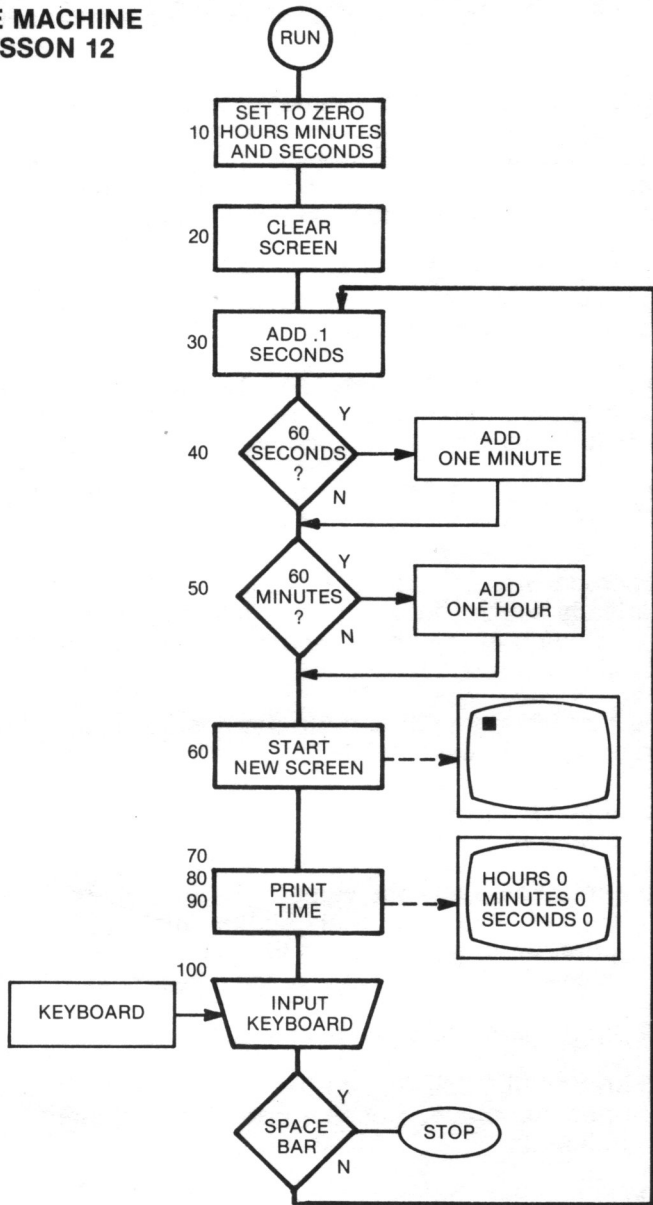 E MACHINE
SSON 12
RUN
10
SET TO ZERO
HOURS MINUTES
AND SECONDS
20
CLEAR
SCREEN
30
ADD .1
SECONDS
40
60
SECONDS
?
Y
N
ADD
ONE MINUTE
50
60
MINUTES
?
Y
N
ADD
ONE HOUR
60
START
NEW SCREEN
70
80
90
PRINT
TIME
HOURS 0
MINUTES 0
SECONDS 0
100
KEYBOARD
INPUT
KEYBOARD
SPACE
BAR
Y
N
STOP